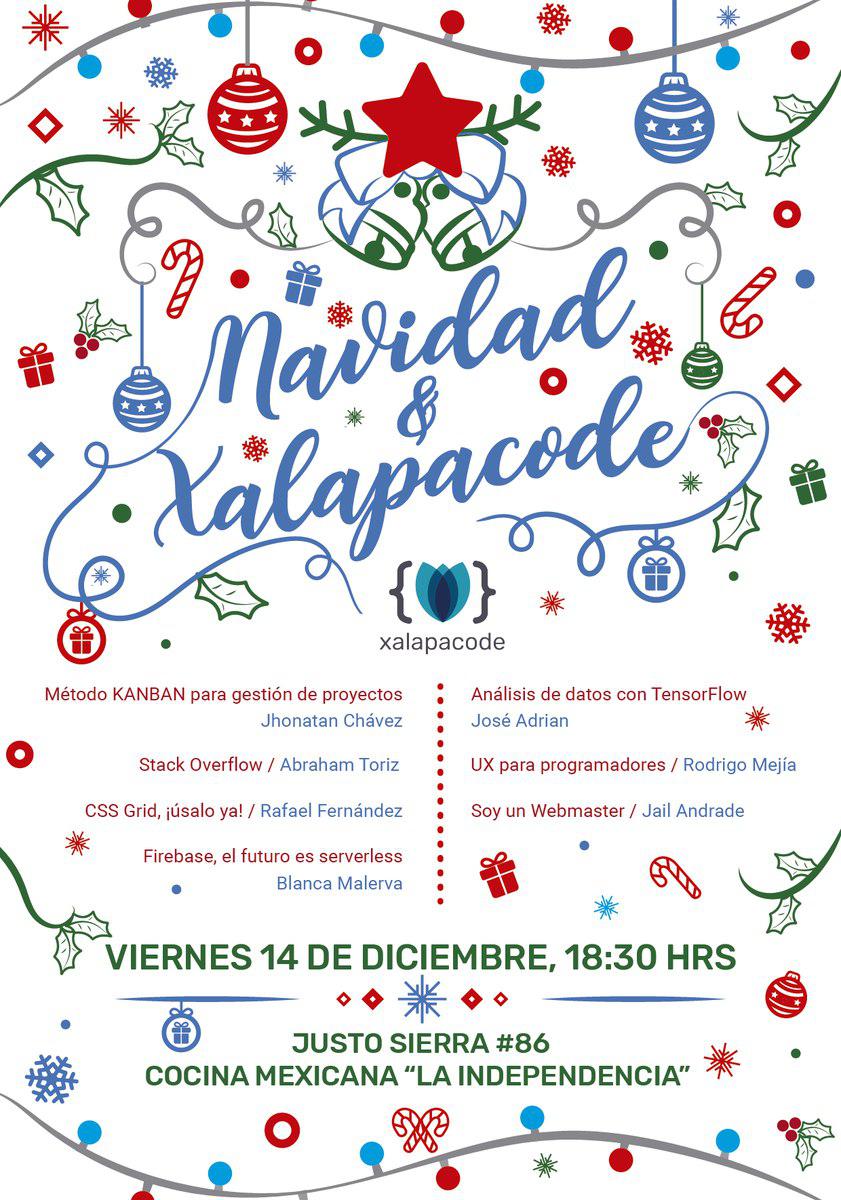 Navidad
&
Xalapacode
{ }
xalapacode
Método KANBAN para gestión de proyectos
Jhonatan Chávez
Stack Overflow / Abraham Toriz
CSS Grid, ¡úsalo ya! / Rafael Fernández
Firebase, el futuro es serverless
Blanca Malerva
Análisis de datos con TensorFlow
José Adrian
UX para programadores / Rodrigo Mejía
Soy un Webmaster / Jail Andrade
VIERNES 14 DE DICIEMBRE, 18:30 HRS
JUSTO SIERRA #86
COCINA MEXICANA “LA INDEPENDENCIA”